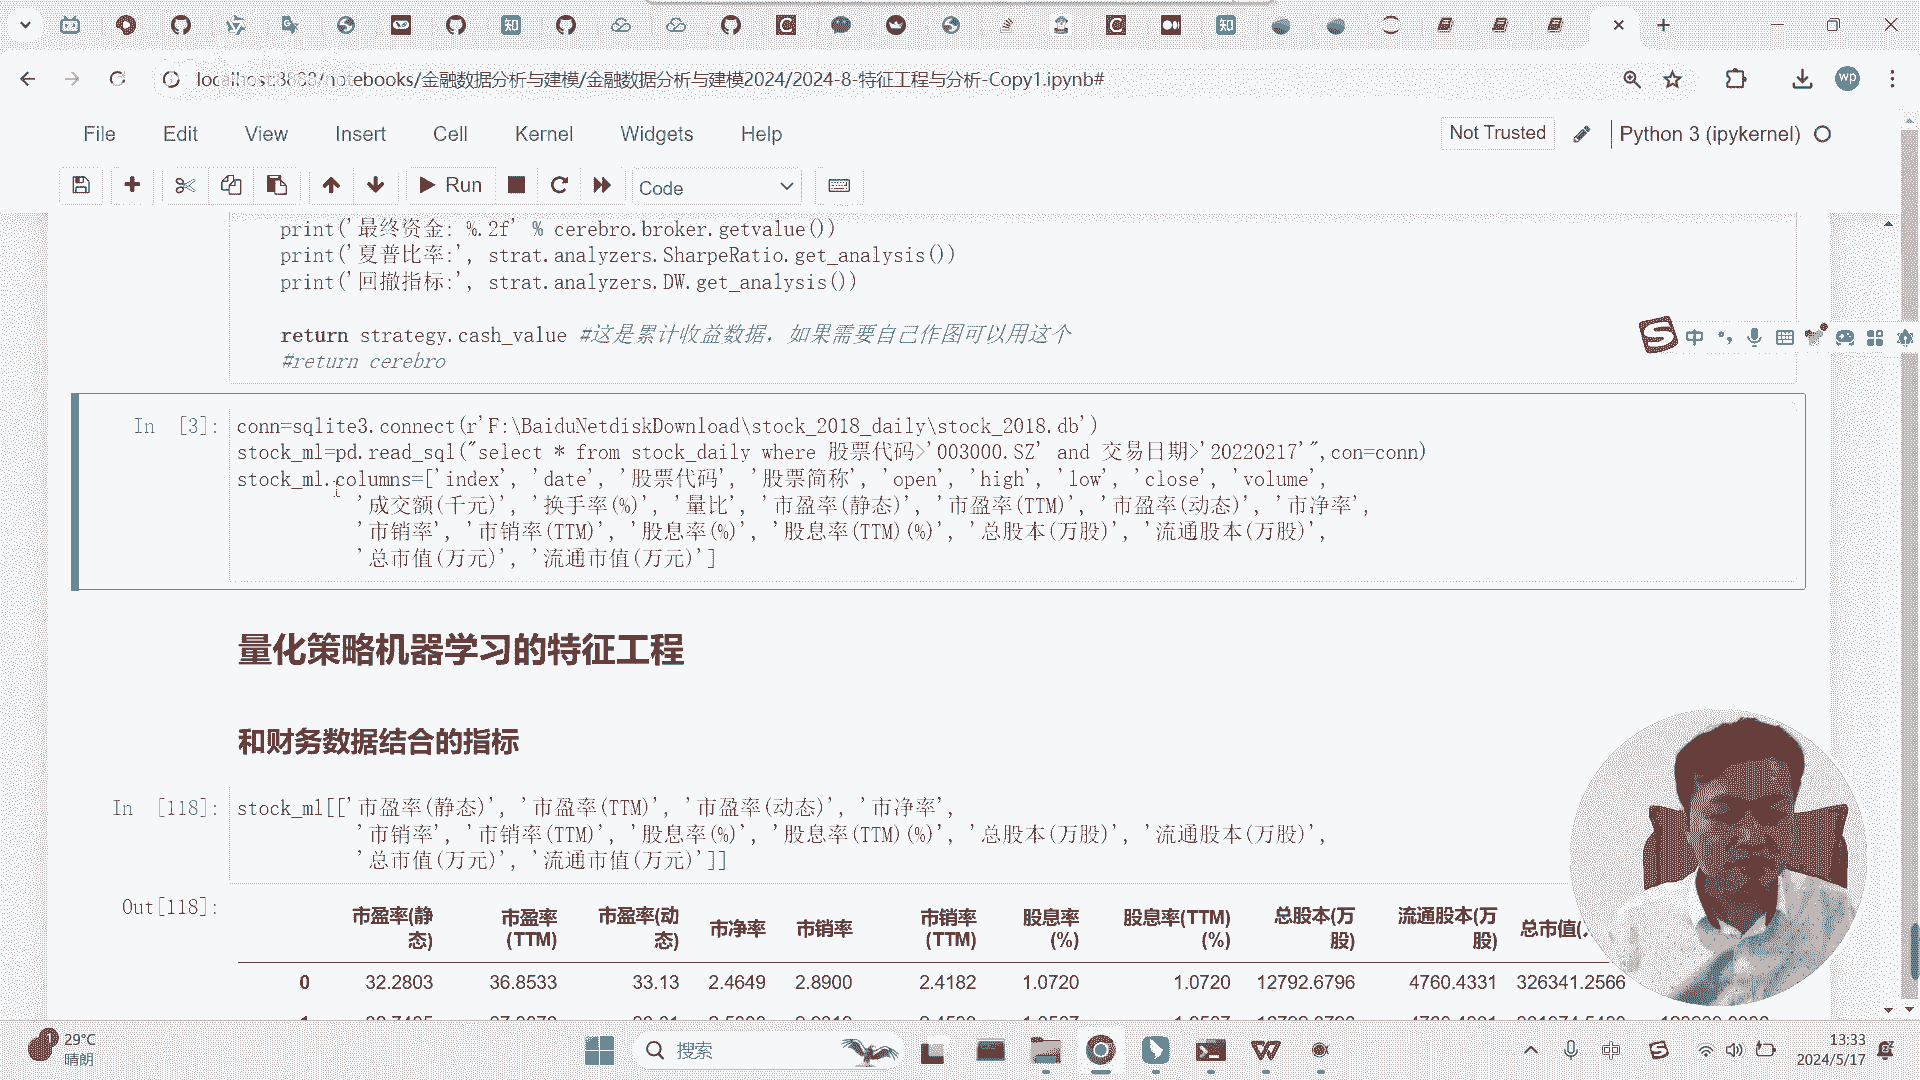 localhost:8888/notebooks/金融数据分析与建模/金融数据分析与建模2024/2024-8-特征工程与分析-Copy1.ipynb#
wp
File Edit View Insert Cell Kernel Widgets Help
Not Trusted
Python 3 (ipykernel)
Run
Code
print('最终资金: %.2f' % cerebro.broker.getvalue())
print('夏普比率:', strat.analyzers.SharpeRatio.get_analysis())
print('回撤指标:', strat.analyzers.DW.get_analysis())
return strategy.cash_value #这是累计收益数据，如果需要自己作图可以用这个
#return cerebro
中
In [3]:
conn=sqlite3.connect(r'F:\BaiduNetdiskDownload\stock_2018_daily\stock_2018.db')
stock_ml=pd.read_sql("select * from stock_daily where 股票代码>'003000.SZ' and 交易日期>'20220217'",con=conn)
stock_ml.columns=['index', 'date', '股票代码', '股票简称', 'open', 'high', 'low', 'close', 'volume',
'成交额(千元)', '换手率(%)', '量比', '市盈率(静态)', '市盈率(TTM)', '市盈率(动态)', '市净率',
'市销率', '市销率(TTM)', '股息率(%)', '股息率(TTM)(%)', '总股本(万股)', '流通股本(万股)',
'总市值(万元)', '流通市值(万元)']
量化策略机器学习的特征工程
和财务数据结合的指标
In [118]:
stock_ml[['市盈率(静态)', '市盈率(TTM)', '市盈率(动态)', '市净率',
'市销率', '市销率(TTM)', '股息率(%)', '股息率(TTM)(%)', '总股本(万股)', '流通股本(万股)',
'总市值(万元)', '流通市值(万元)']]
Out[118]:
市盈率(静态) 市盈率(TTM) 市盈率(动态) 市净率 市销率 市销率(TTM) 股息率(%) 股息率(TTM)(%) 总股本(万股) 流通股本(万股) 总市值(
0 32.2803 36.8533 33.13 2.4649 2.8900 2.4182 1.0720 1.0720 12792.6796 4760.4331 326341.2566
29°C
晴朗
搜索
中
13:33
2024/5/17